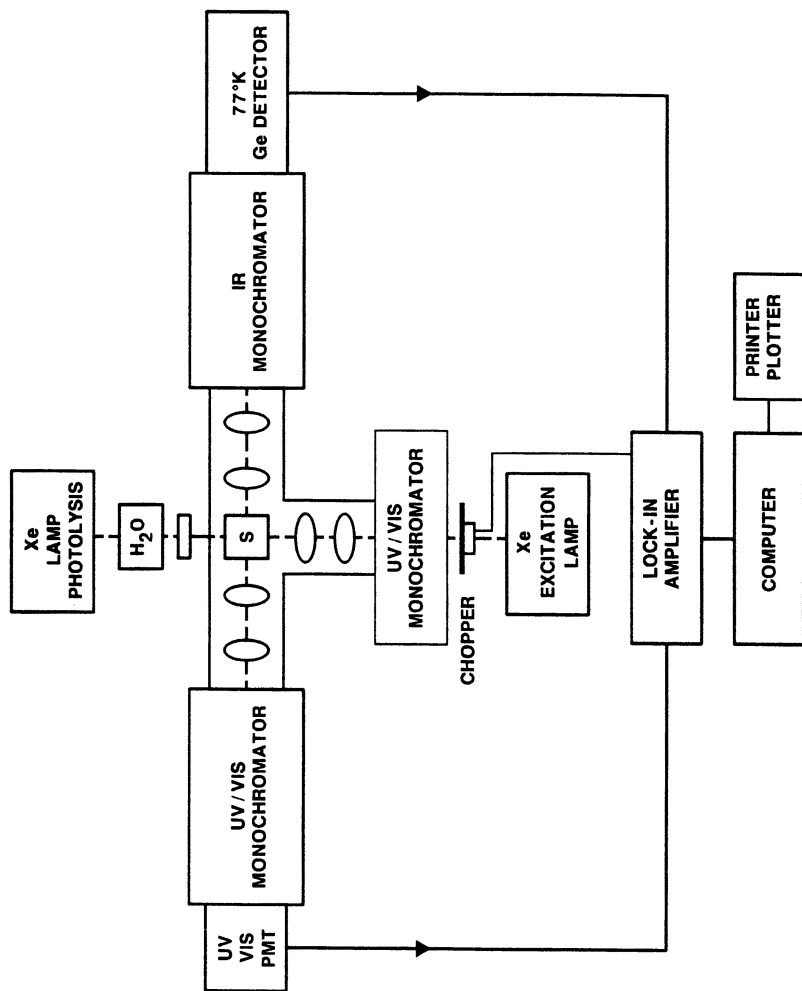 Xe
LAMP
PHOTOLYSIS
H2O
77°K
Ge DETECTOR
IR
MONOCHROMATOR
S
UV/VIS
MONOCHROMATOR
UV
VIS
PMT
UV/VIS
MONOCHROMATOR
CHOPPER
Xe
EXCITATION
LAMP
LOCK-IN
AMPLIFIER
COMPUTER
PRINTER
PLOTTER